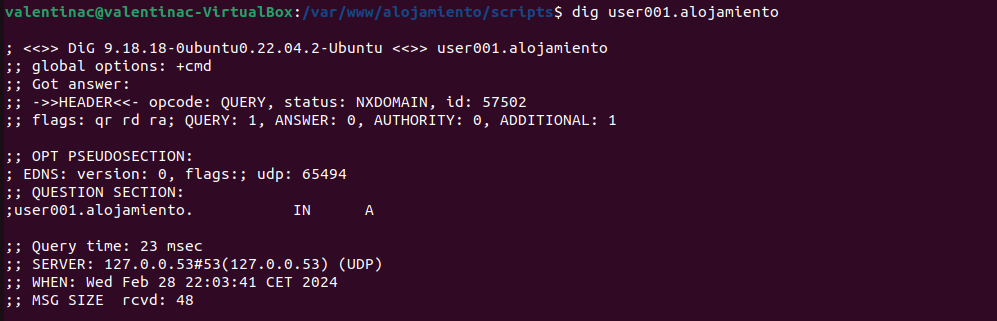 valentinac@valentinac-VirtualBox:/var/www/alojamiento/scripts$ dig user001.alojamiento
; <<>> DiG 9.18.18-0ubuntu0.22.04.2-Ubuntu <<>> user001.alojamiento
;; global options: +cmd
;; Got answer:
;; ->>HEADER<<- opcode: QUERY, status: NXDOMAIN, id: 57502
;; flags: qr rd ra; QUERY: 1, ANSWER: 0, AUTHORITY: 0, ADDITIONAL: 1
;; OPT PSEUDOSECTION:
; EDNS: version: 0, flags:; udp: 65494
;; QUESTION SECTION:
;user001.alojamiento. IN A
;; Query time: 23 msec
;; SERVER: 127.0.0.53#53(127.0.0.53) (UDP)
;; WHEN: Wed Feb 28 22:03:41 CET 2024
;; MSG SIZE rcvd: 48